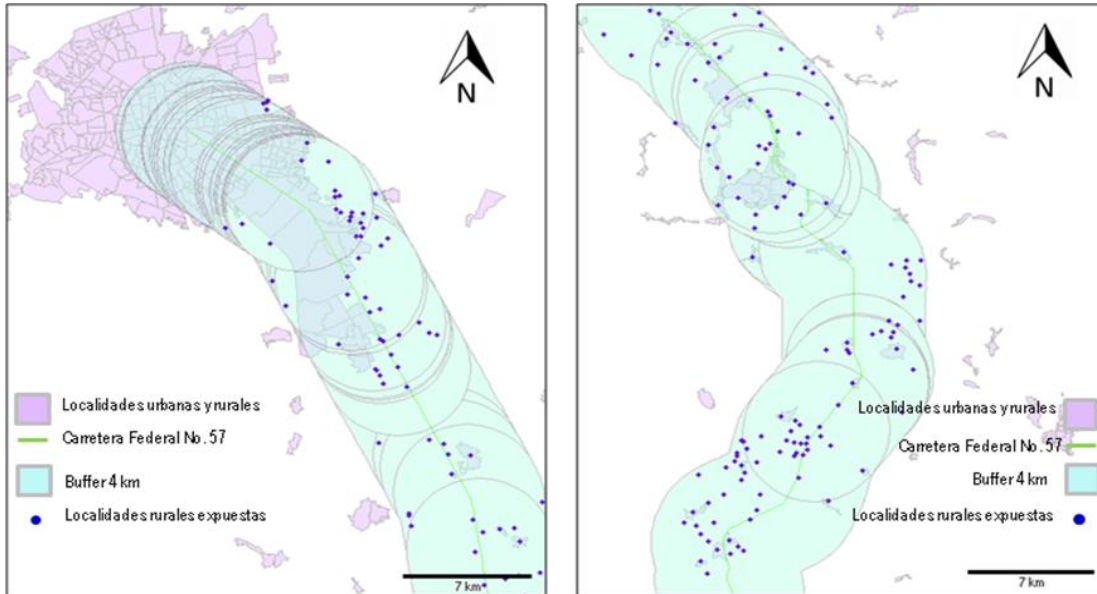 N
Localidades urbanas y rurales
Carretera Federal No. 57
Buffer 4 km
Localidades rurales expuestas
7 km
N
Localidades urbanas y rurales
Carretera Federal No. 57
Buffer 4 km
Localidades rurales expuestas
7 km